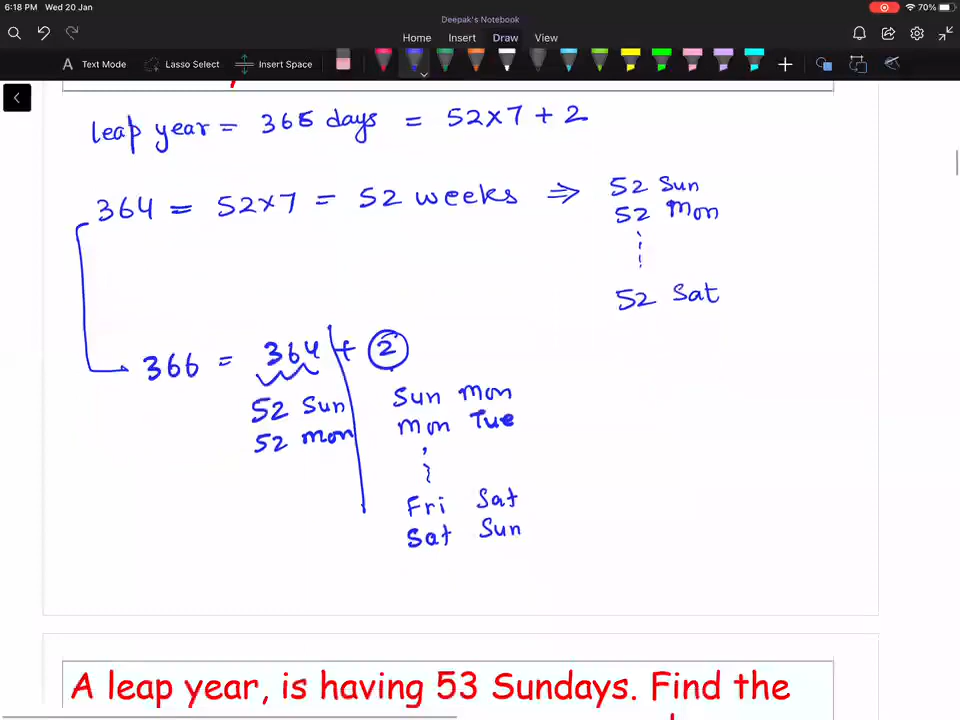 6:18 PM Wed 20 Jan
70%
Deepak's Notebook
Home Insert Draw View
Text Mode Lasso Select Insert Space
leap year = 366 days = 52x7 + 2
364 = 52x7 = 52 weeks ⇒ 52 Sun
52 Mon
52 Sat
366 = 364 + 2
52 Sun
52 mon
Sun mon
mon Tue
Fri Sat
Sat Sun
A leap year, is having 53 Sundays. Find the